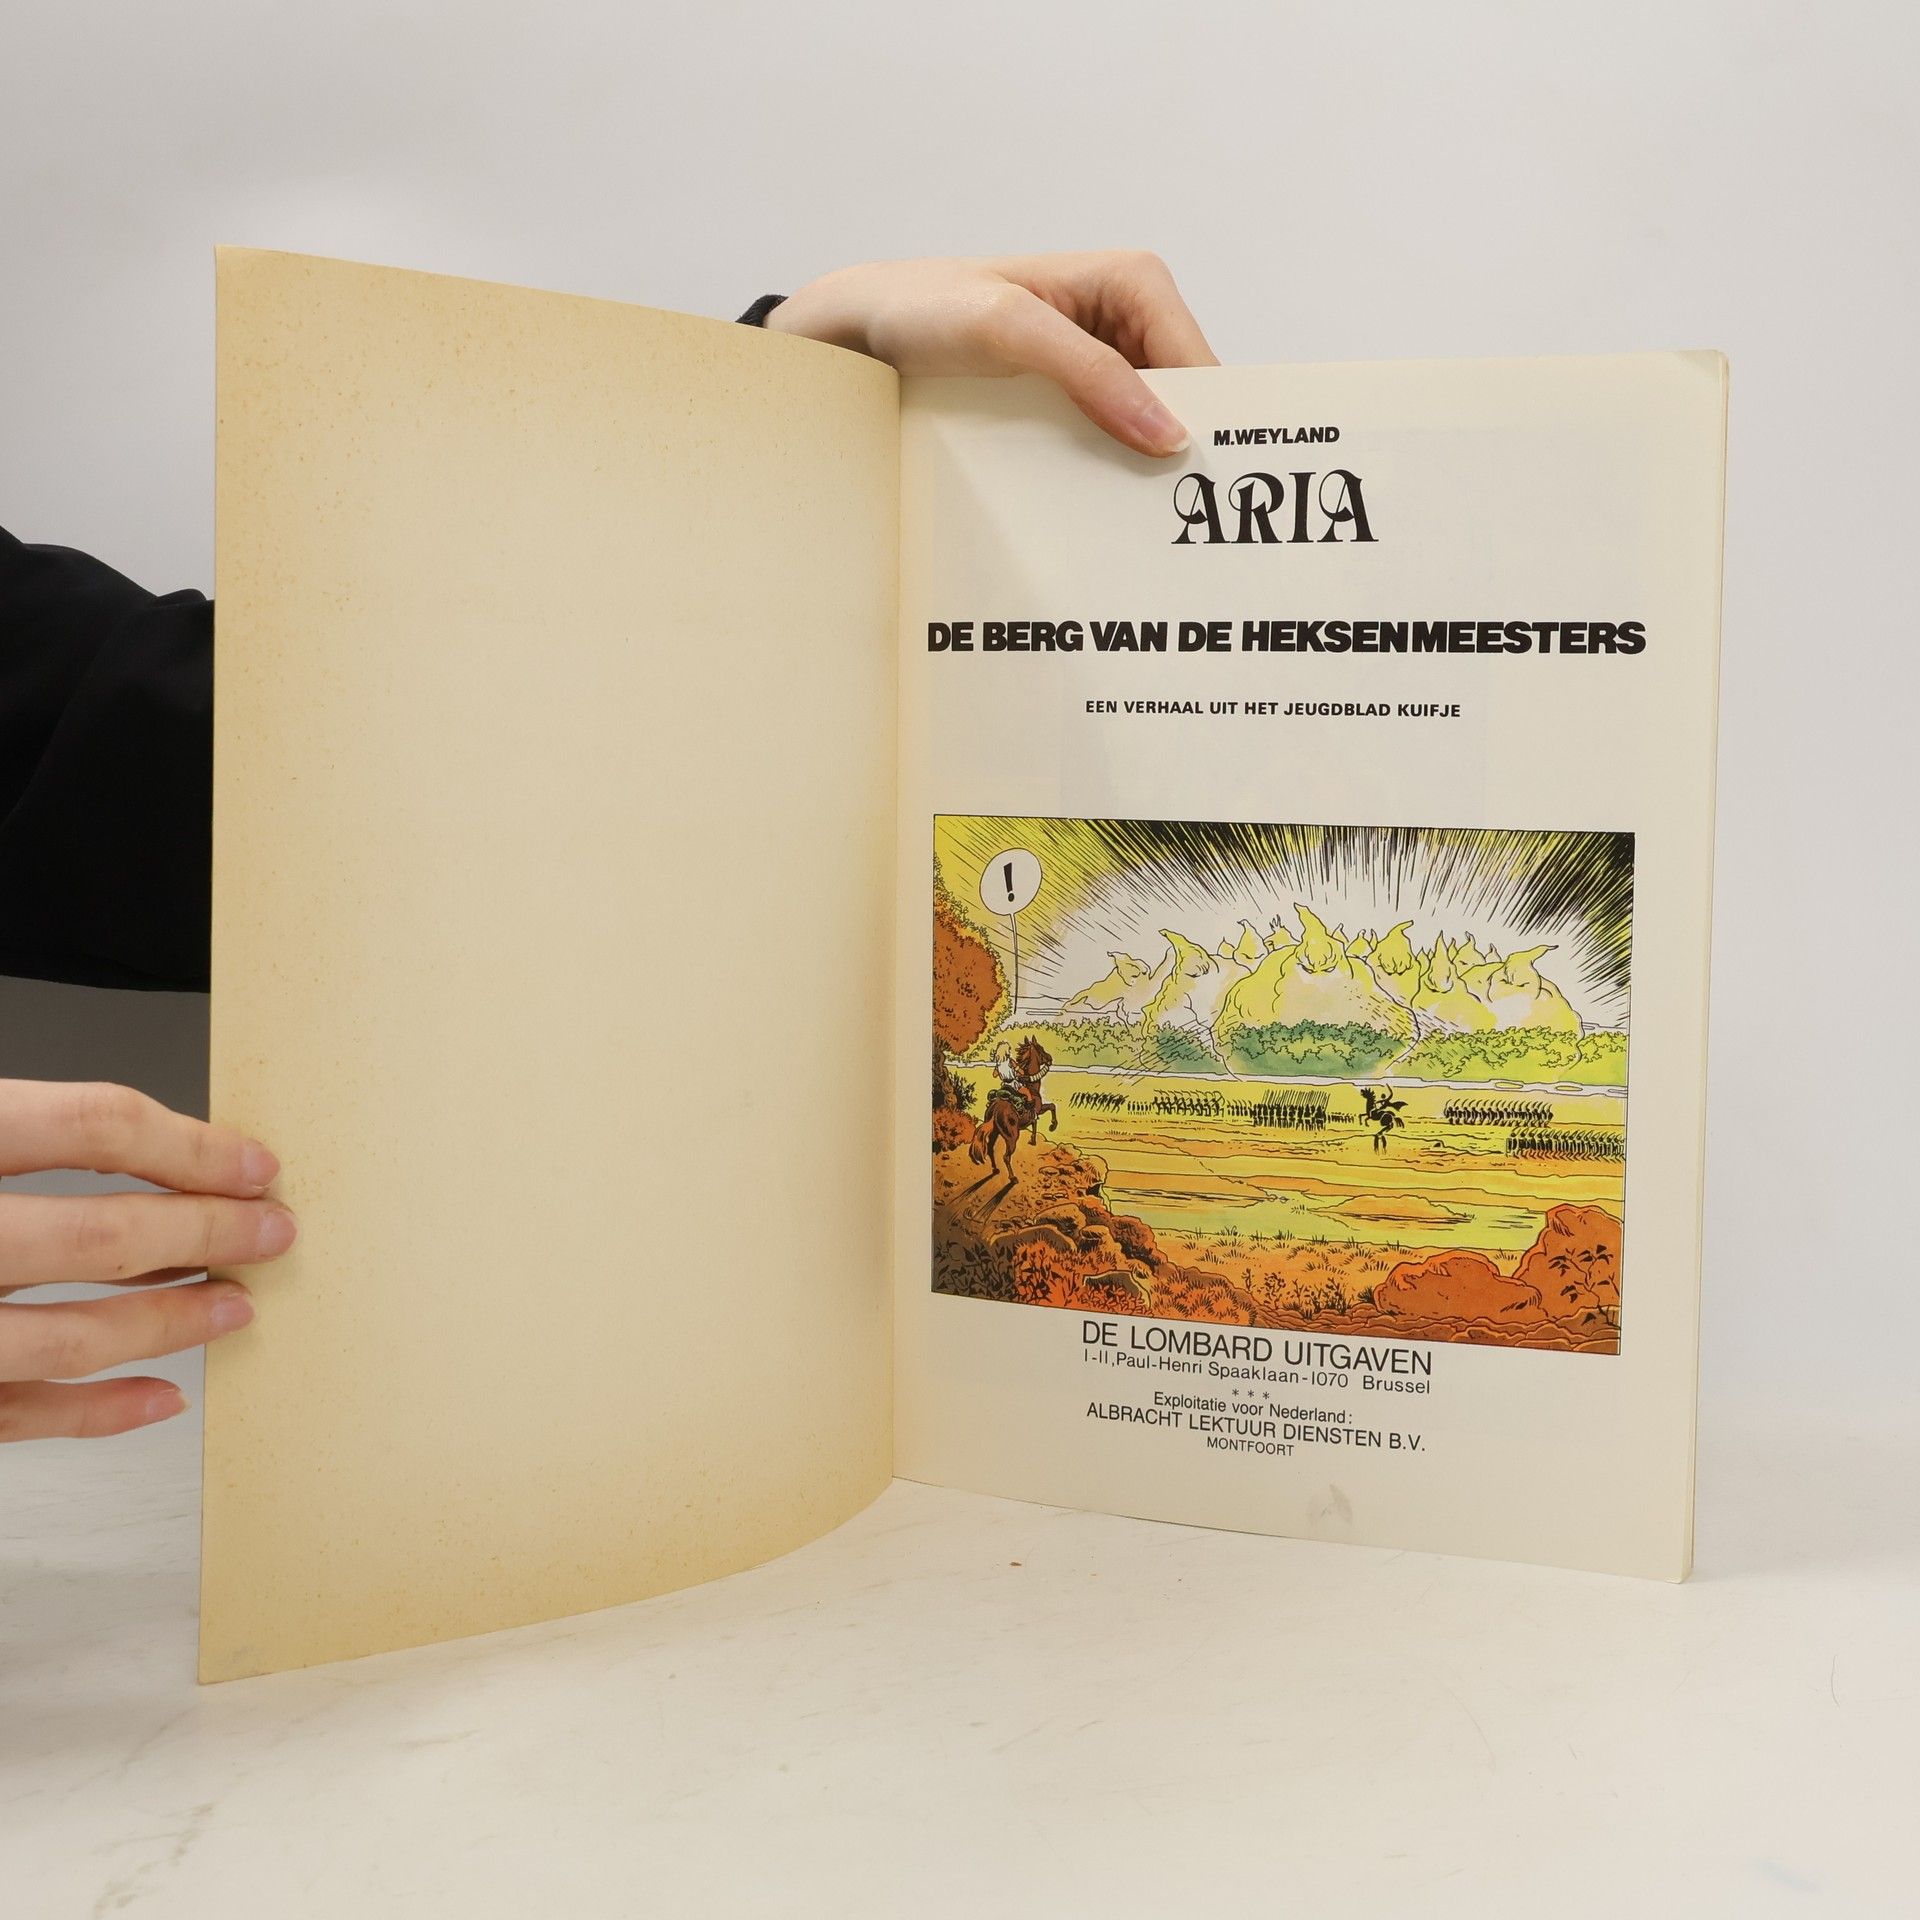 M.WEYLAND
ARIA
DE BERG VAN DE HEKSENMEESTERS
EEN VERHAAL UIT HET JEUGDBLAD KUIFJE
!
DE LOMBARD UITGAVEN
1-11, Paul-Henri Spaaklaan-1070 Brussel
* * *
Exploitatie voor Nederland:
ALBRACHT LEKTUUR DIENSTEN B.V.
MONTFOORT